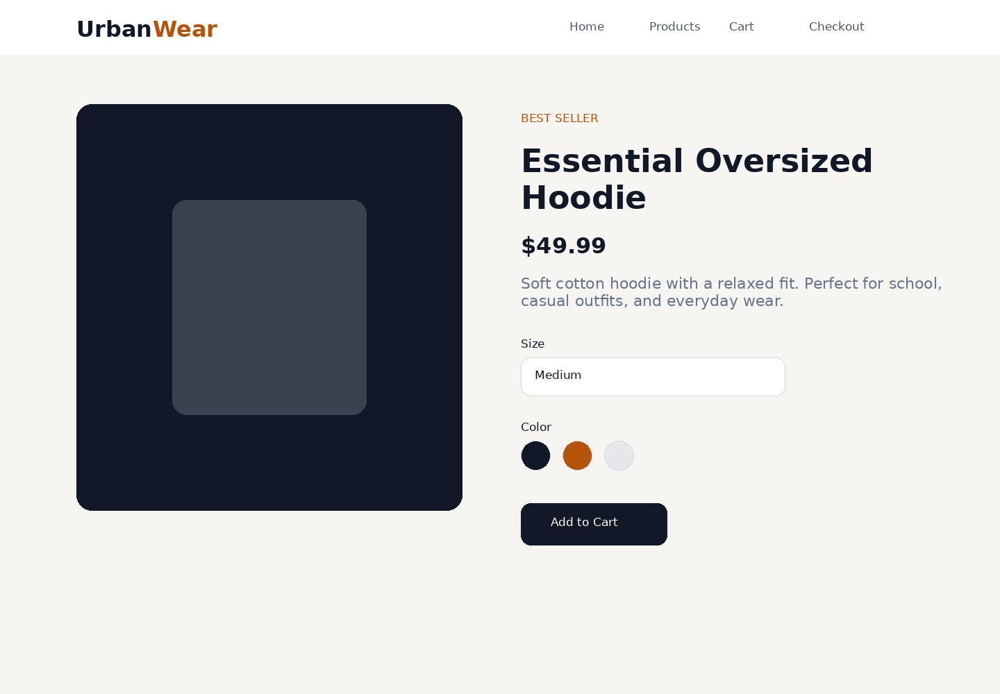 UrbanWear
Home Products Cart Checkout
BEST SELLER
Essential Oversized
Hoodie
$49.99
Soft cotton hoodie with a relaxed fit. Perfect for school,
casual outfits, and everyday wear.
Size
Medium
Color
Add to Cart